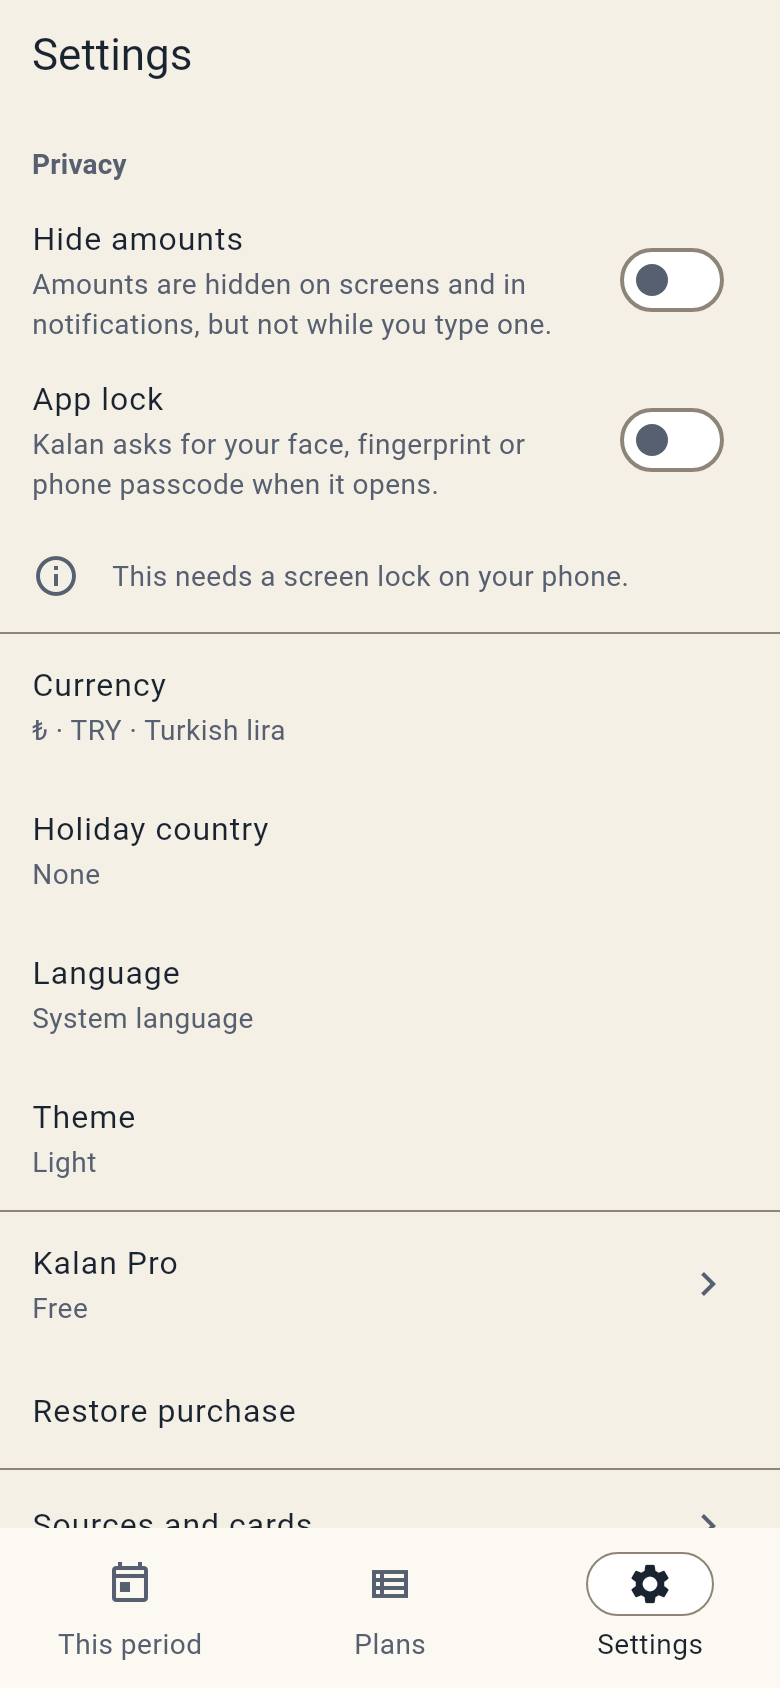 Settings
Privacy
Hide amounts
Amounts are hidden on screens and in
notifications, but not while you type one.
App lock
Kalan asks for your face, fingerprint or
phone passcode when it opens.
This needs a screen lock on your phone.
Currency
₺ · TRY · Turkish lira
Holiday country
None
Language
System language
Theme
Light
Kalan Pro
Free
Restore purchase
Sources and cards
This period
Plans
Settings